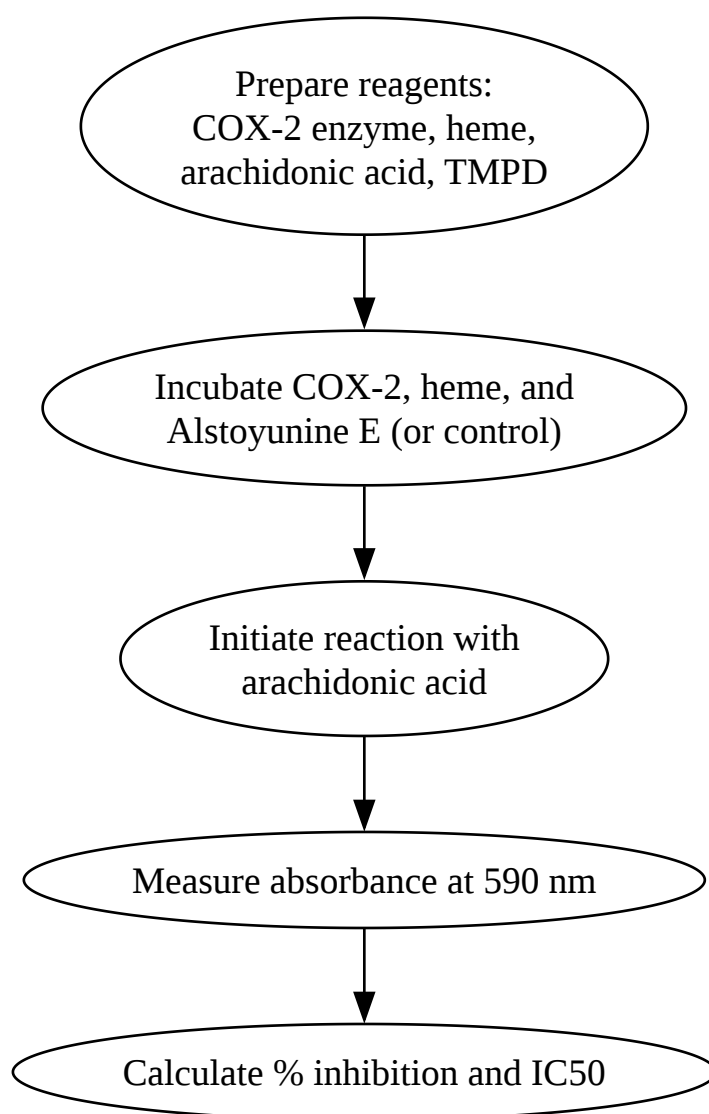 Prepare reagents:
COX-2 enzyme, heme,
arachidonic acid, TMPD
Incubate COX-2, heme, and
Alstoyunine E (or control)
Initiate reaction with
arachidonic acid
Measure absorbance at 590 nm
Calculate % inhibition and IC50